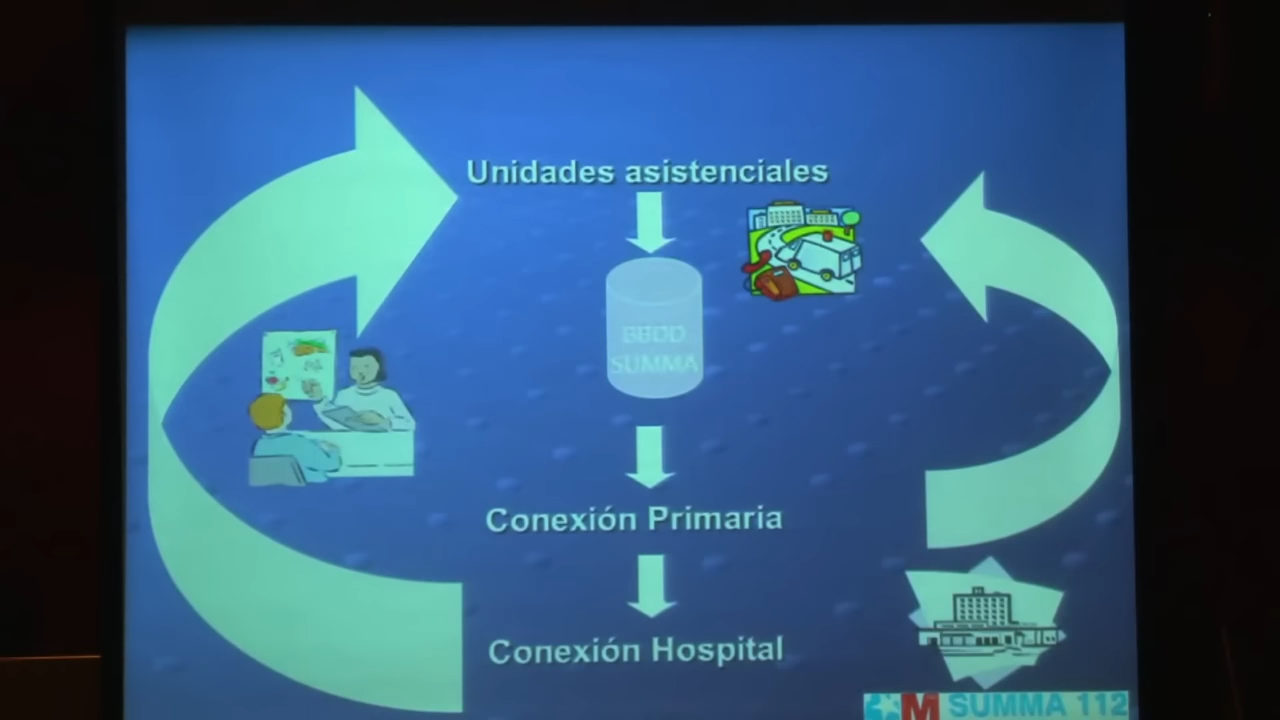 Unidades asistenciales
BBDD
SUMMA
Conexión Primaria
Conexión Hospital
M SUMMA 112